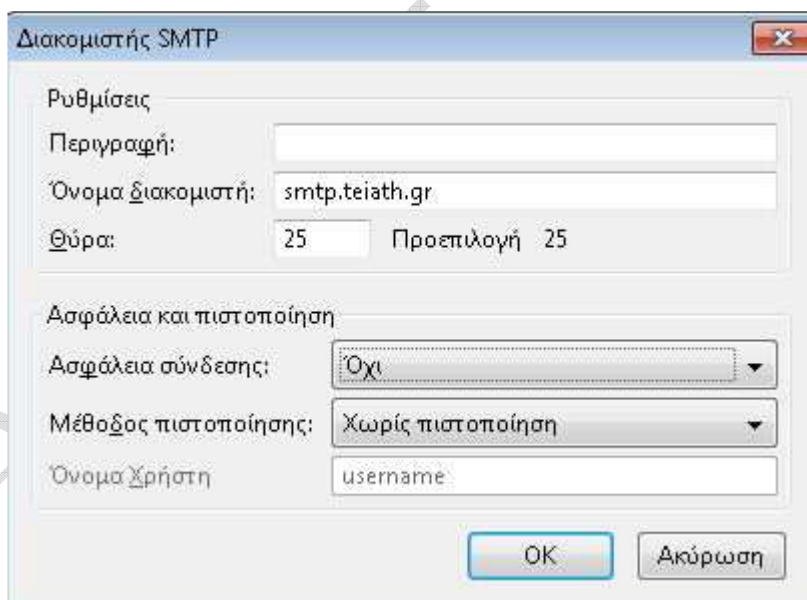 Διακομιστής SMTP
Ρυθμίσεις
Περιγραφή:
Όνομα διακομιστή: smtp.teiath.gr
Θύρα: 25 Προεπιλογή 25
Ασφάλεια και πιστοποίηση
Ασφάλεια σύνδεσης: Όχι
Μέθοδος πιστοποίησης: Χωρίς πιστοποίηση
Όνομα Χρήστη username
OK Ακύρωση